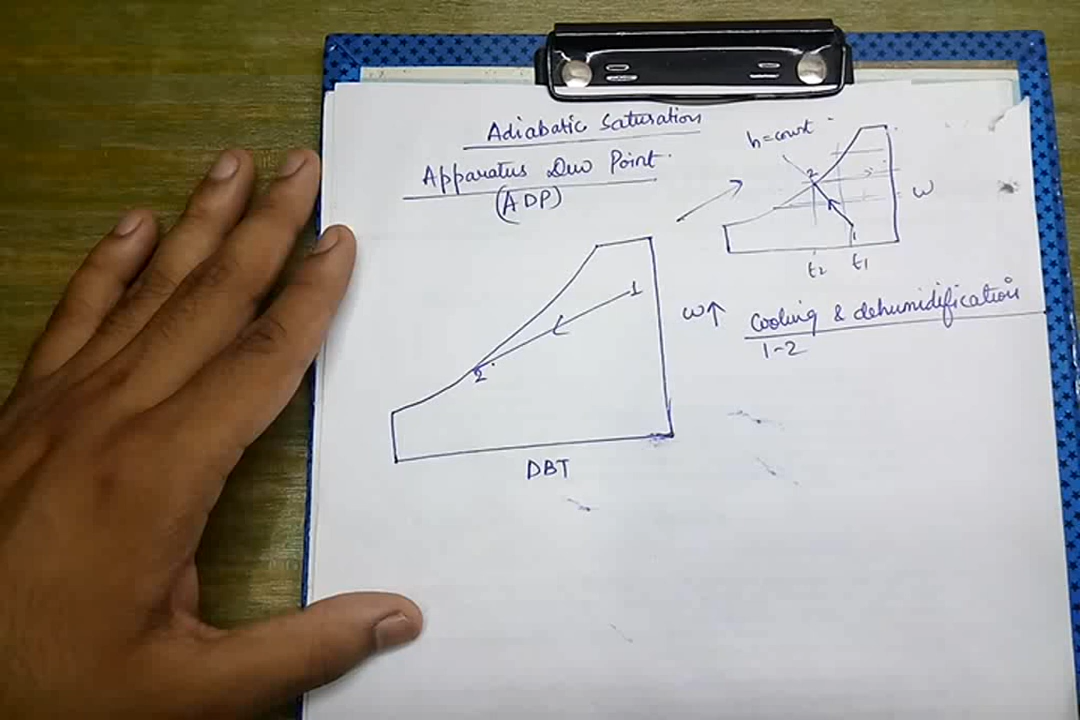 Adiabatic Saturation
Apparatus Dew Point.
(ADP)
h=const
2
1
ω
t2 t1
1
2
ω↑
DBT
Cooling & dehumidification
1-2